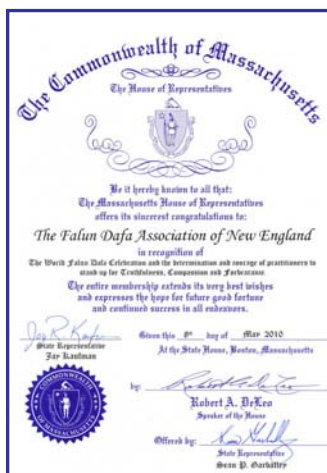 The Commonwealth of Massachusetts
The House of Representatives
Be it hereby known to all that:
The Massachusetts House of Representatives
offers its sincerest congratulations to:
The Falun Dafa Association of New England
in recognition of
The World Falun Dafa Celebration and the determination and courage of practitioners to
stand up for Truthfulness, Compassion and Forbearance.
The entire membership extends its very best wishes
and expresses the hope for future good fortune
and continued success in all endeavors.
Given this 8th day of May 2010
At the State House, Boston, Massachusetts
State Representative
Jay Kaufman
by:
Robert A. DeLeo
Speaker of the House
Offered by:
State Representative
Sean P. Garballey
COMMONWEALTH
MASSACHUSETTS